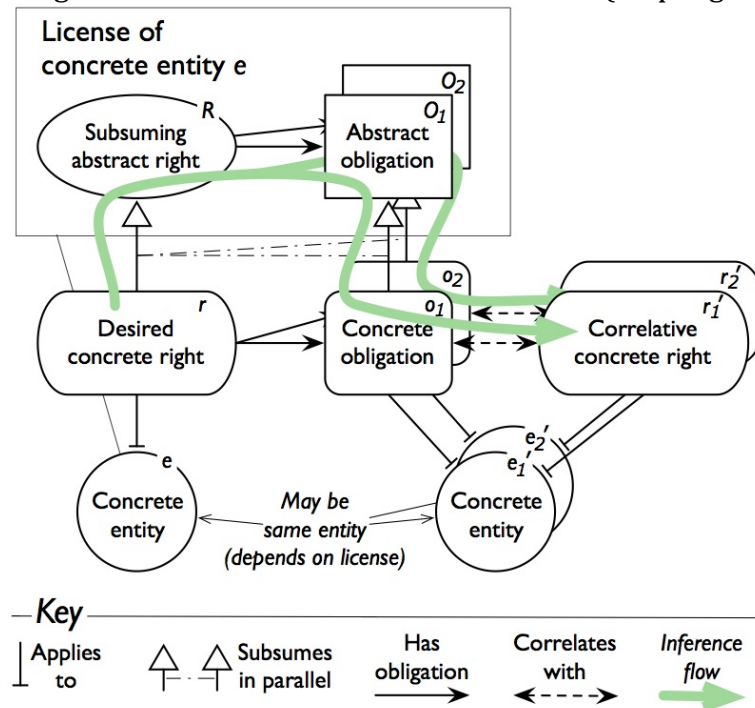 License of
concrete entity e
R
Subsuming
abstract right
O2
O1
Abstract
obligation
r
Desired
concrete right
o2
o1
Concrete
obligation
r2′
r1′
Correlative
concrete right
e
Concrete
entity
May be
same entity
(depends on license)
e2′
e1′
Concrete
entity
Key
Applies
to
Subsumes
in parallel
Has
obligation
Correlates
with
Inference
flow